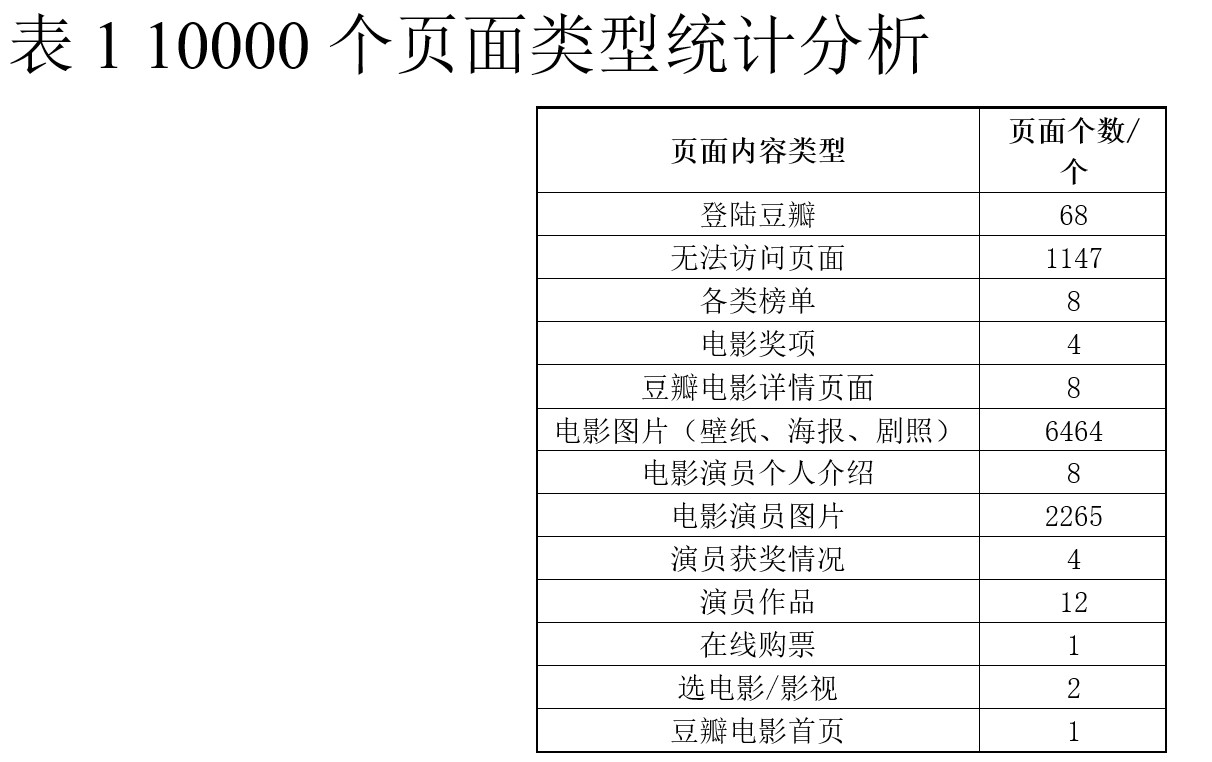 表 1 10000 个页面类型统计分析
页面内容类型 页面个数/
个
登陆豆瓣 68
无法访问页面 1147
各类榜单 8
电影奖项 4
豆瓣电影详情页面 8
电影图片（壁纸、海报、剧照） 6464
电影演员个人介绍 8
电影演员图片 2265
演员获奖情况 4
演员作品 12
在线购票 1
选电影/影视 2
豆瓣电影首页 1